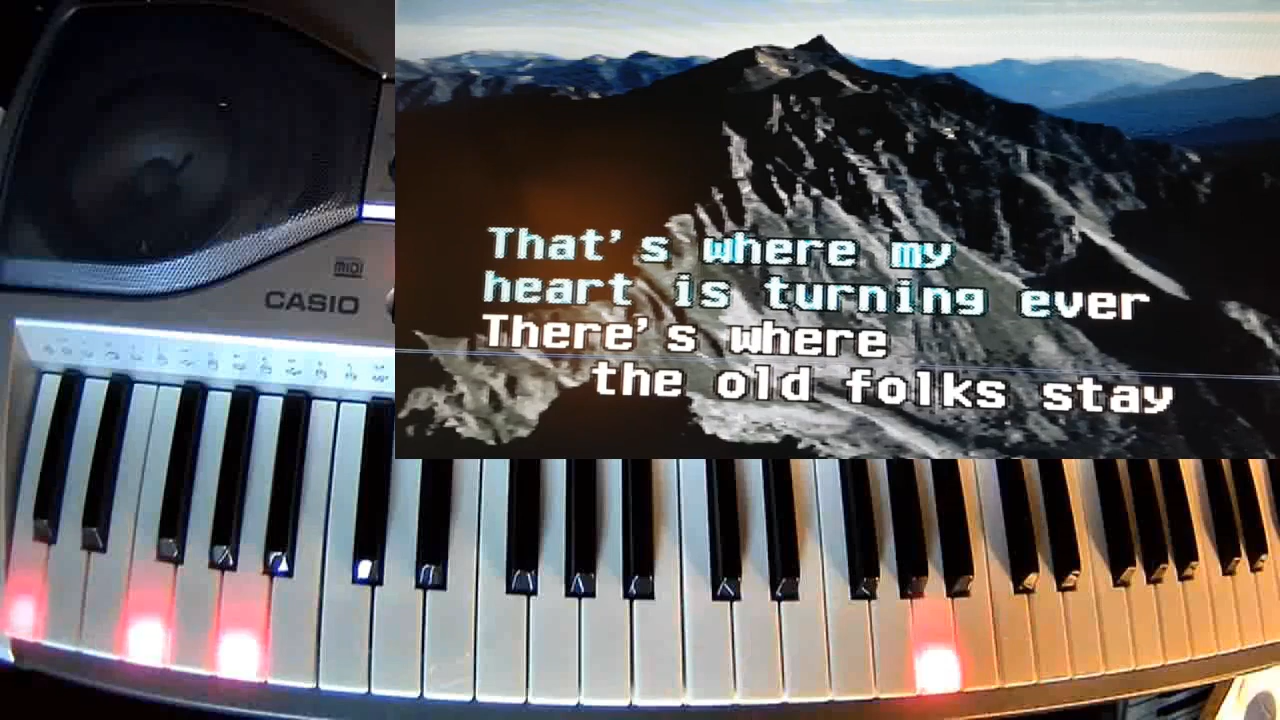 MIDI
CASIO
That's where my
heart is turning ever
There's where
the old folks stay